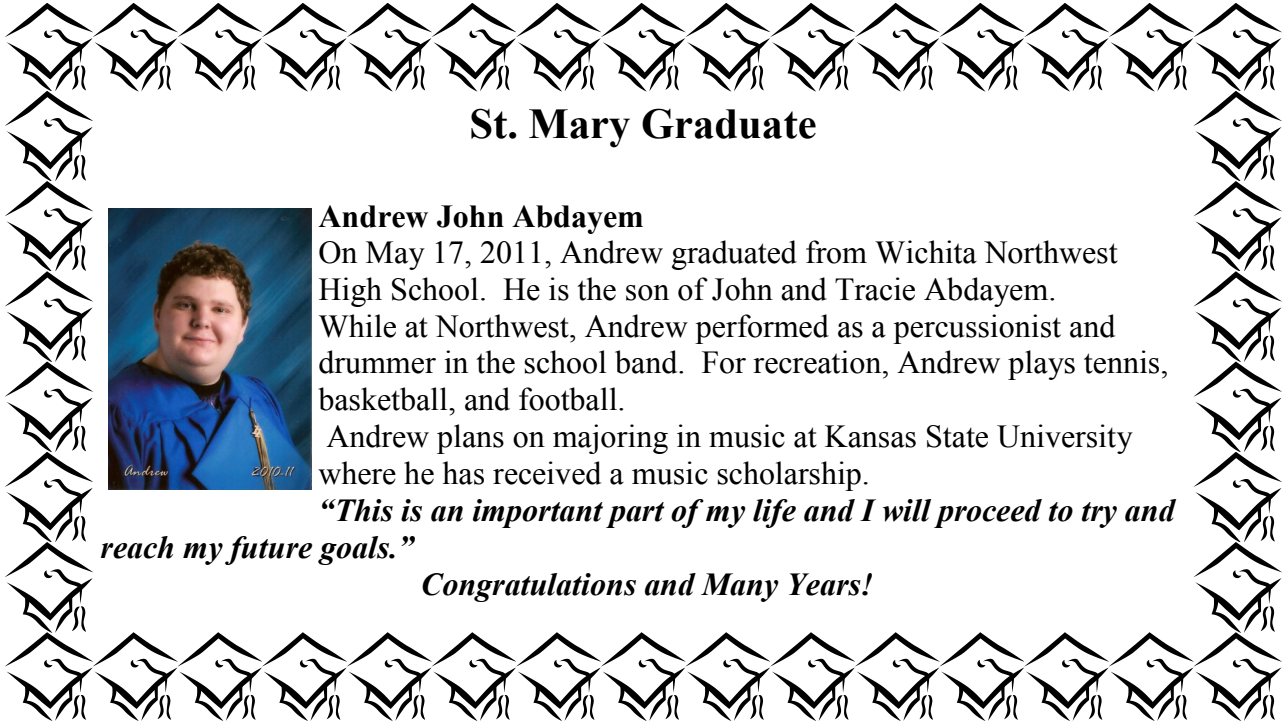 St. Mary Graduate
Andrew John Abdayem
On May 17, 2011, Andrew graduated from Wichita Northwest
High School.  He is the son of John and Tracie Abdayem.
While at Northwest, Andrew performed as a percussionist and
drummer in the school band.  For recreation, Andrew plays tennis,
basketball, and football.
Andrew plans on majoring in music at Kansas State University
where he has received a music scholarship.
“This is an important part of my life and I will proceed to try and
reach my future goals.”
Congratulations and Many Years!
Andrew 2010-11